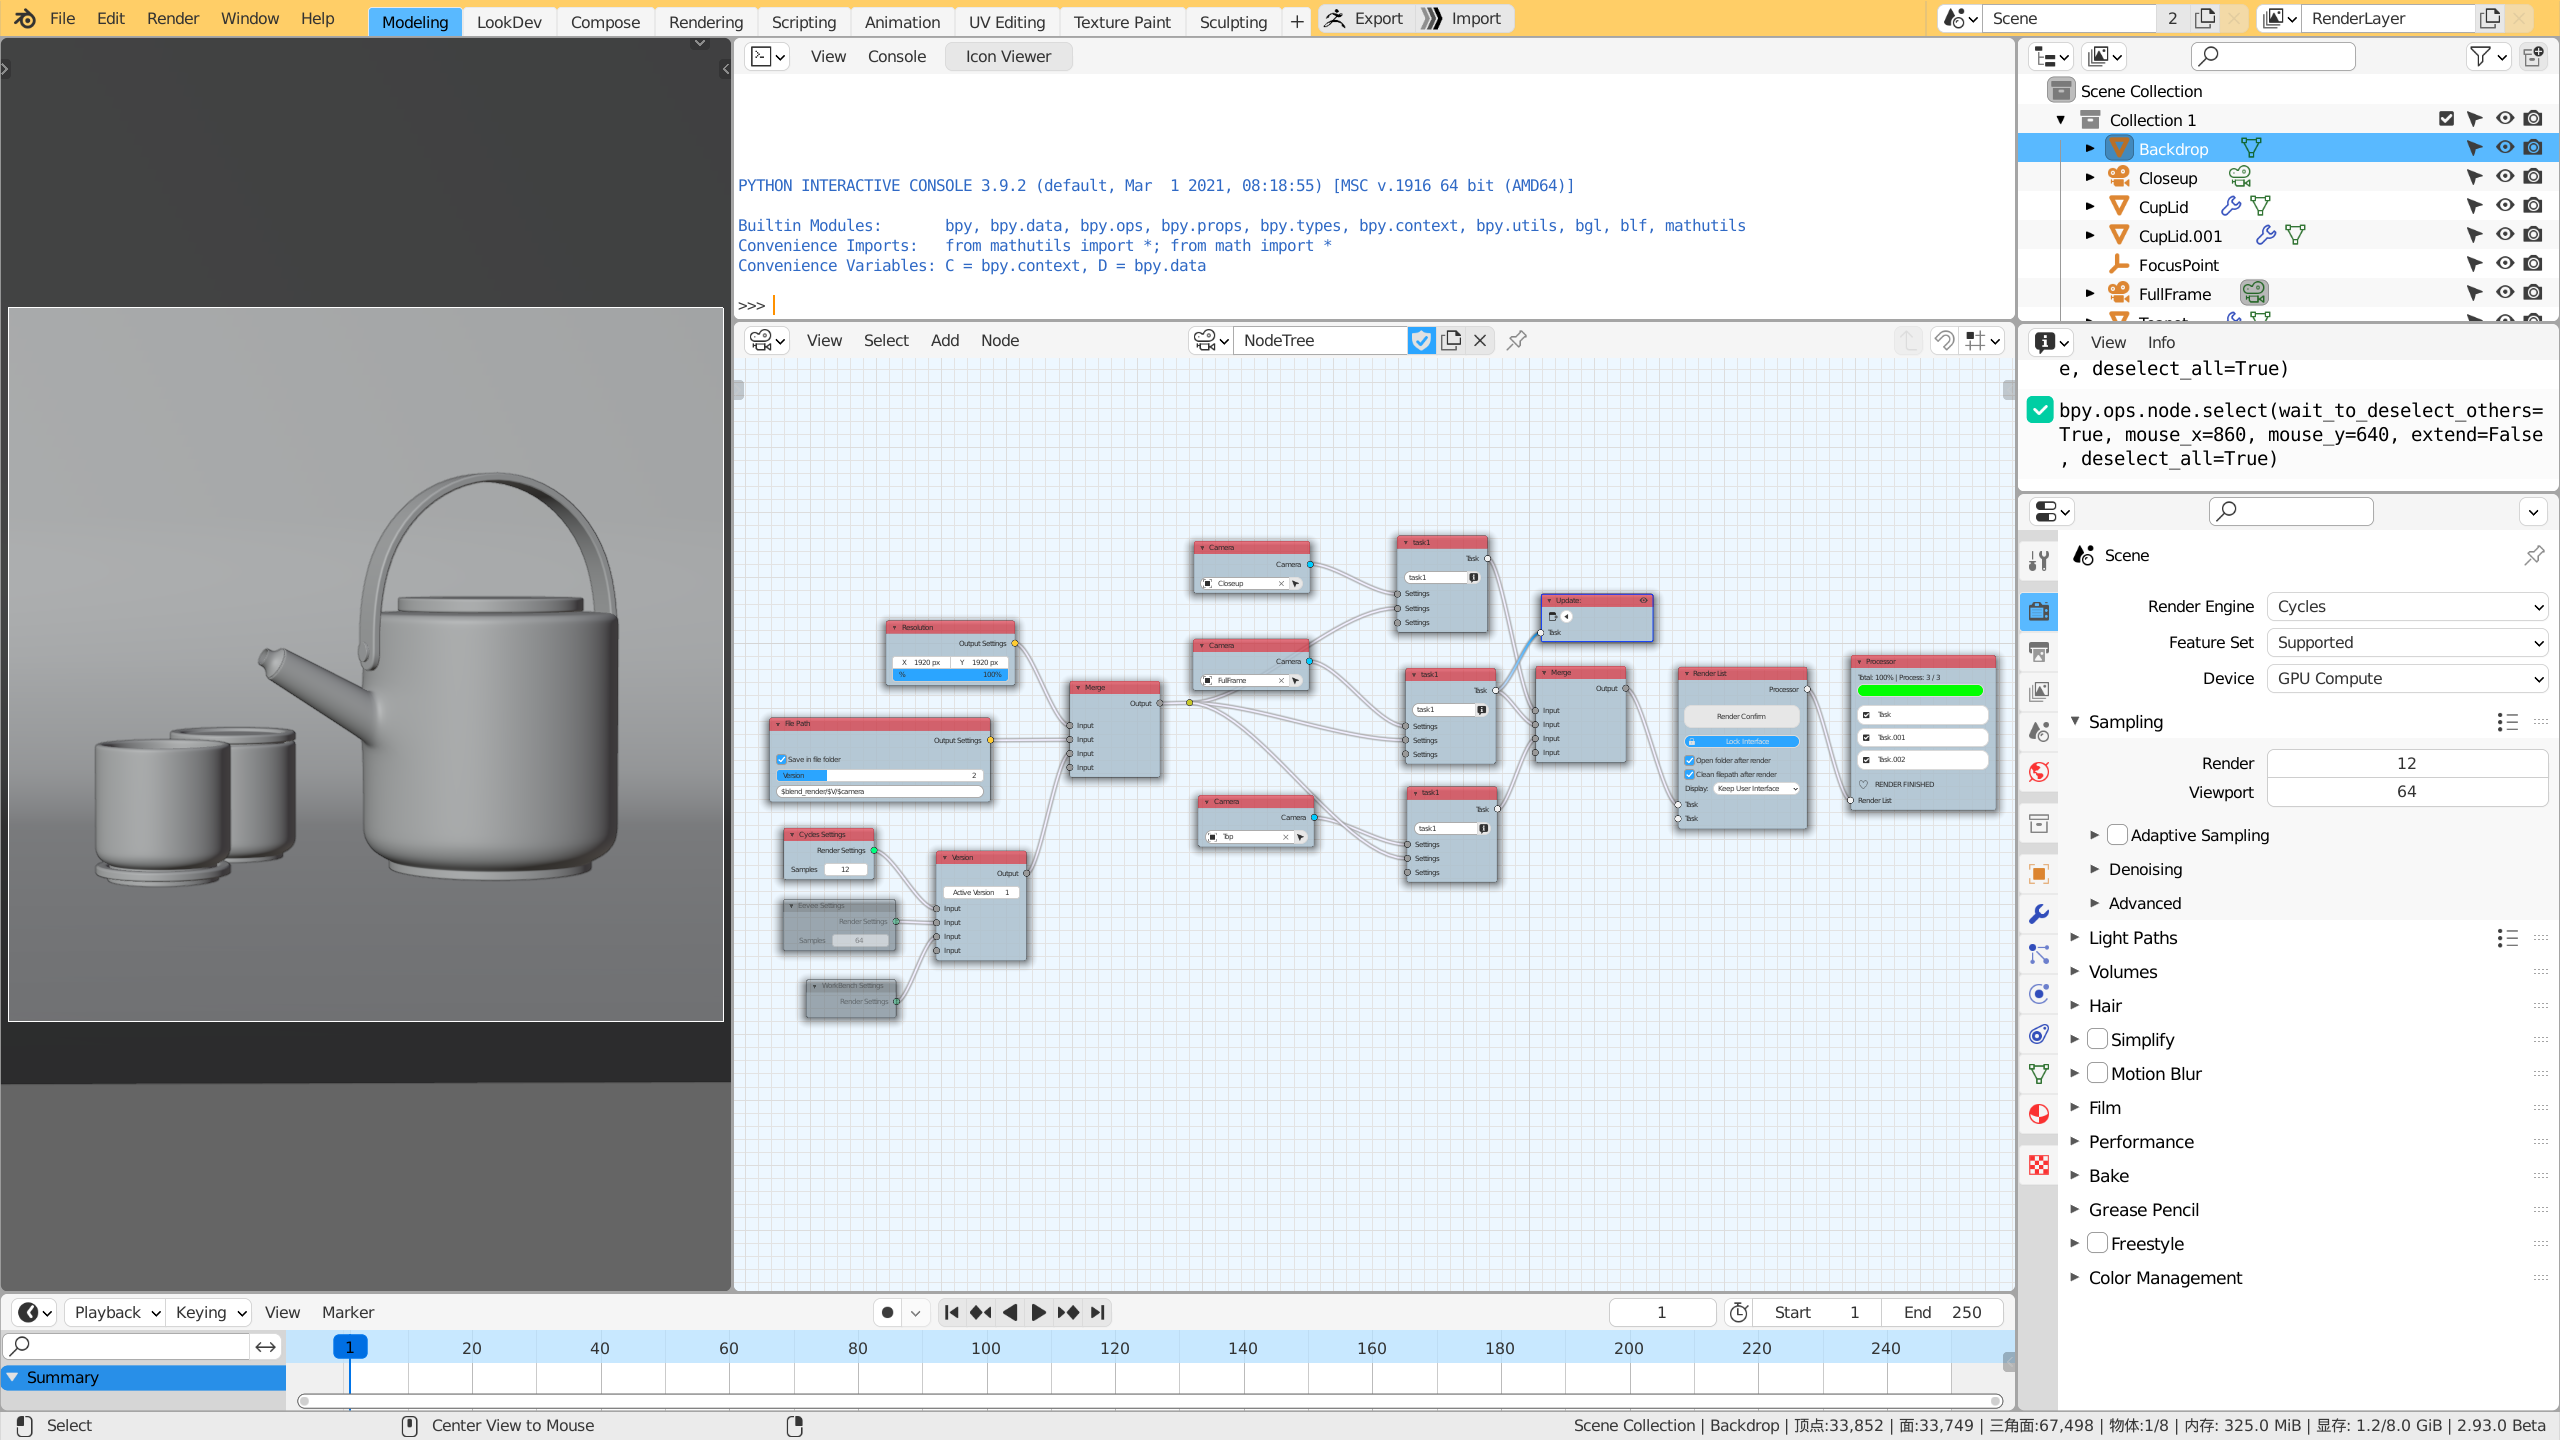 File Edit Render Window Help Modeling LookDev Compose Rendering Scripting Animation UV Editing Texture Paint Sculpting + Export Import Scene 2 RenderLayer
View Console Icon Viewer
PYTHON INTERACTIVE CONSOLE 3.9.2 (default, Mar  1 2021, 08:18:55) [MSC v.1916 64 bit (AMD64)]
Builtin Modules:       bpy, bpy.data, bpy.ops, bpy.props, bpy.types, bpy.context, bpy.utils, bgl, blf, mathutils
Convenience Imports:   from mathutils import *; from math import *
Convenience Variables: C = bpy.context, D = bpy.data
>>>
View Select Add Node NodeTree
Camera
Camera
Closeup
task1
Task
task1
Settings
Settings
Settings
Update:
Task
Resolution
Output Settings
X 1920 px Y 1920 px
% 100%
Camera
Camera
FullFrame
task1
Task
task1
Settings
Settings
Settings
Merge
Output
Input
Input
Input
Input
Merge
Output
Input
Input
Input
Input
File Path
Output Settings
Save in file folder
Version 2
$blend_render/$V/$camera
Render List
Processor
Render Confirm
Lock Interface
Open folder after render
Clean filepath after render
Display: Keep User Interface
Task
Task
Processor
Total: 100% | Process: 3 / 3
Task
Task.001
Task.002
RENDER FINISHED
Render List
Camera
Camera
Top
task1
Task
task1
Settings
Settings
Settings
Cycles Settings
Render Settings
Samples 12
Version
Output
Active Version 1
Input
Input
Input
Input
Eevee Settings
Render Settings
Samples 64
WorkBench Settings
Render Settings
Scene Collection
Collection 1
Backdrop
Closeup
CupLid
CupLid.001
FocusPoint
FullFrame
View Info
e, deselect_all=True)
bpy.ops.node.select(wait_to_deselect_others=
True, mouse_x=860, mouse_y=640, extend=False
, deselect_all=True)
Scene
Render Engine Cycles
Feature Set Supported
Device GPU Compute
Sampling
Render 12
Viewport 64
Adaptive Sampling
Denoising
Advanced
Light Paths
Volumes
Hair
Simplify
Motion Blur
Film
Performance
Bake
Grease Pencil
Freestyle
Color Management
Playback Keying View Marker 1 Start 1 End 250
1 20 40 60 80 100 120 140 160 180 200 220 240
Summary
Select Center View to Mouse Scene Collection | Backdrop | 顶点:33,852 | 面:33,749 | 三角面:67,498 | 物体:1/8 | 内存: 325.0 MiB | 显存: 1.2/8.0 GiB | 2.93.0 Beta